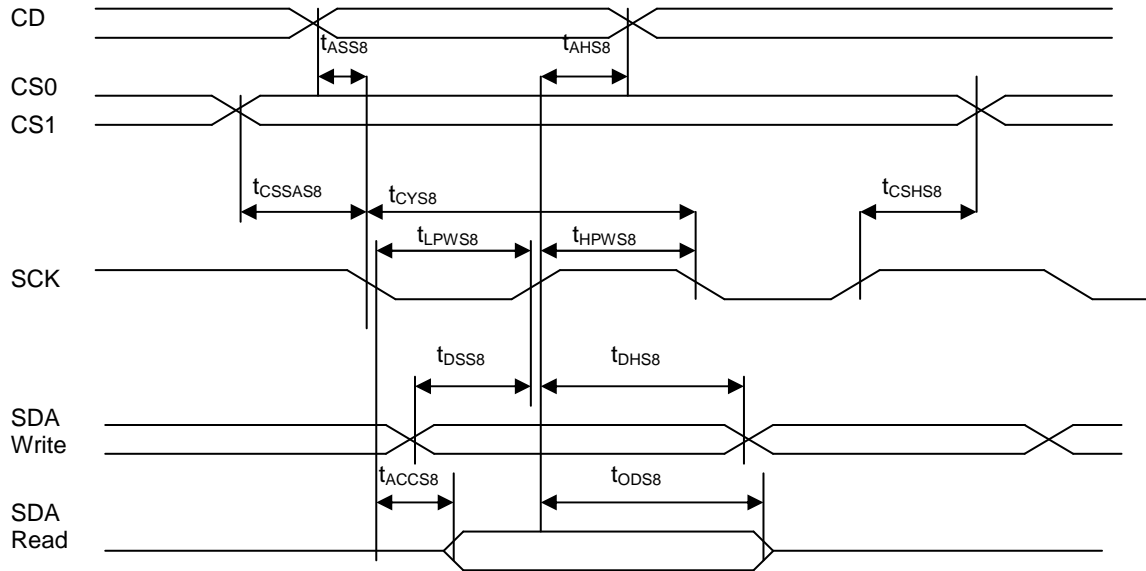 CD
tASS8
tAHS8
CS0
CS1
tCSSAS8
tCYS8
tCSHS8
tLPWS8
tHPWS8
SCK
tDSS8
tDHS8
SDA
Write
tACCS8
tODS8
SDA
Read